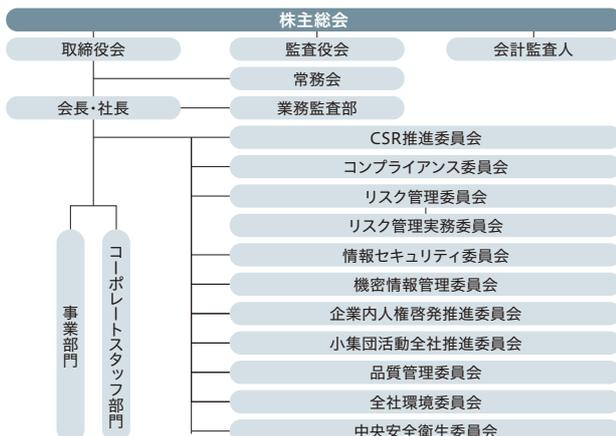 株主総会
取締役会
監査役会
会計監査人
常務会
会長・社長
業務監査部
CSR推進委員会
コンプライアンス委員会
リスク管理委員会
リスク管理実務委員会
情報セキュリティ委員会
機密情報管理委員会
企業内人権啓発推進委員会
小集団活動全社推進委員会
品質管理委員会
全社環境委員会
中央安全衛生委員会
事業部門
コーポレートスタッフ部門